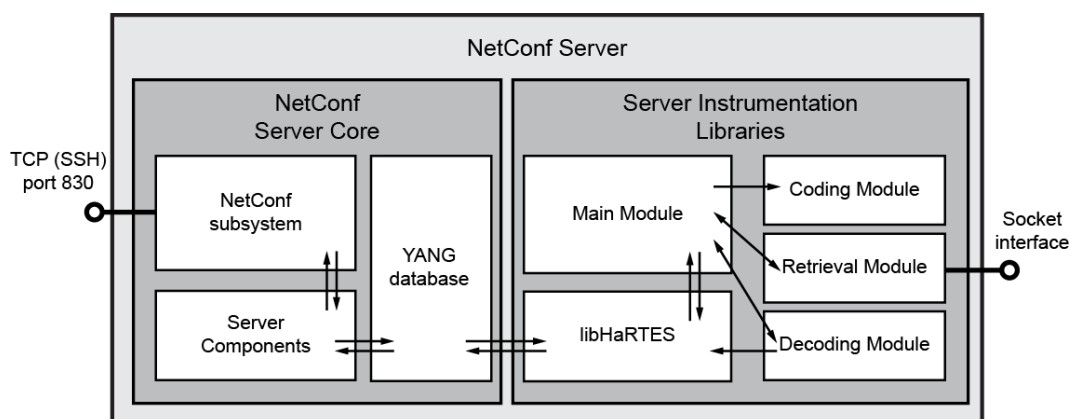 NetConf Server
NetConf
Server Core
Server Instrumentation
Libraries
TCP (SSH)
port 830
NetConf
subsystem
YANG
database
Server
Components
Main Module
libHaRTES
Coding Module
Retrieval Module
Decoding Module
Socket
interface